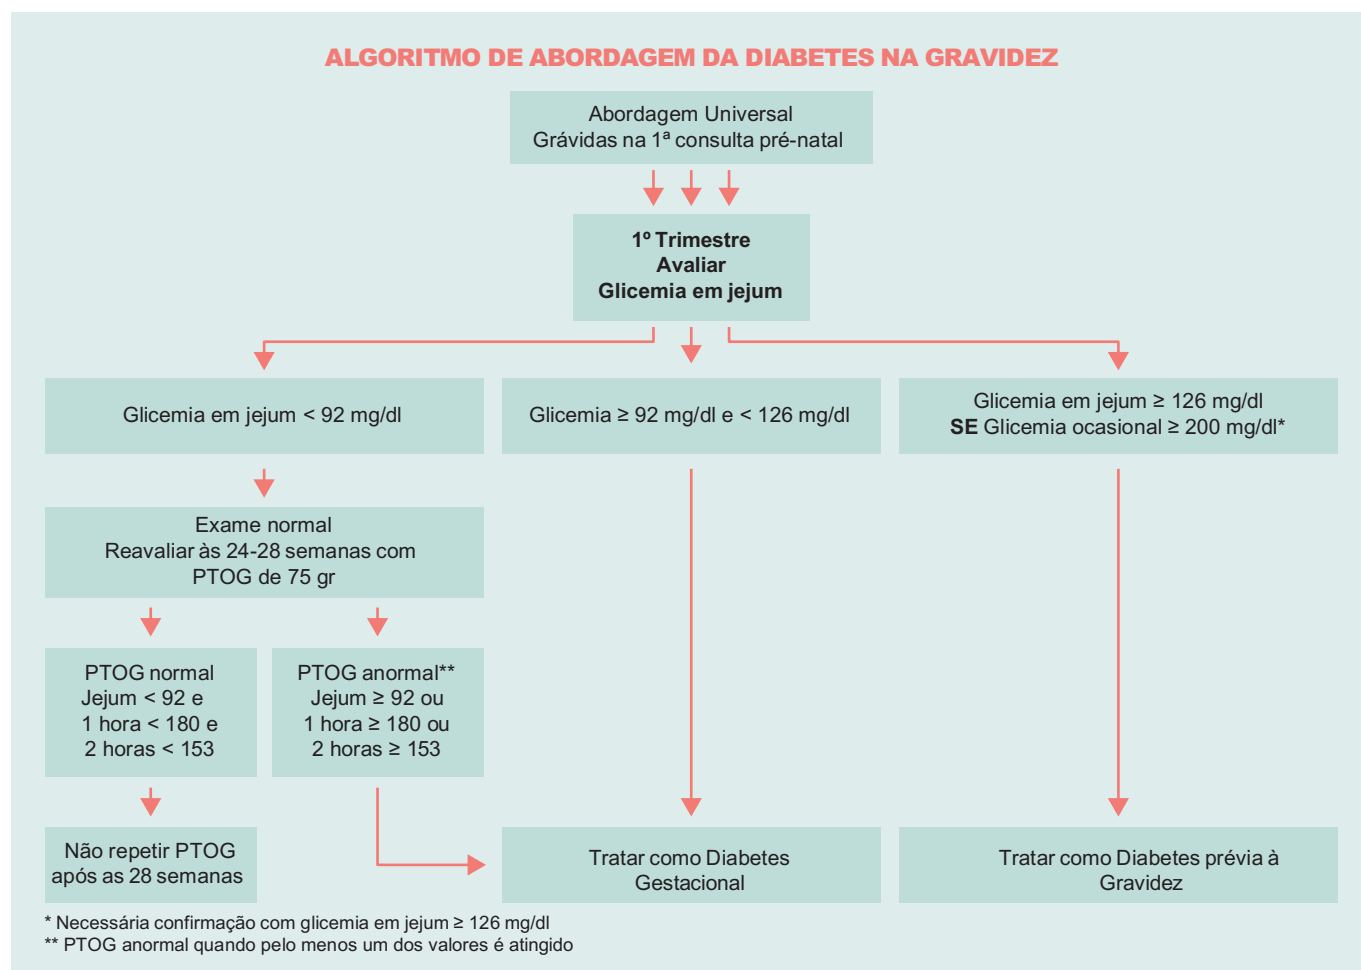 ALGORITMO DE ABORDAGEM DA DIABETES NA GRAVIDEZ
Abordagem Universal
Grávidas na 1ª consulta pré-natal
1º Trimestre
Avaliar
Glicemia em jejum
Glicemia em jejum < 92 mg/dl
Glicemia ≥ 92 mg/dl e < 126 mg/dl
Glicemia em jejum ≥ 126 mg/dl
SE Glicemia ocasional ≥ 200 mg/dl*
Exame normal
Reavaliar às 24-28 semanas com
PTOG de 75 gr
PTOG normal
Jejum < 92 e
1 hora < 180 e
2 horas < 153
PTOG anormal**
Jejum ≥ 92 ou
1 hora ≥ 180 ou
2 horas ≥ 153
Não repetir PTOG
após as 28 semanas
Tratar como Diabetes
Gestacional
Tratar como Diabetes prévia à
Gravidez
* Necessária confirmação com glicemia em jejum ≥ 126 mg/dl
** PTOG anormal quando pelo menos um dos valores é atingido